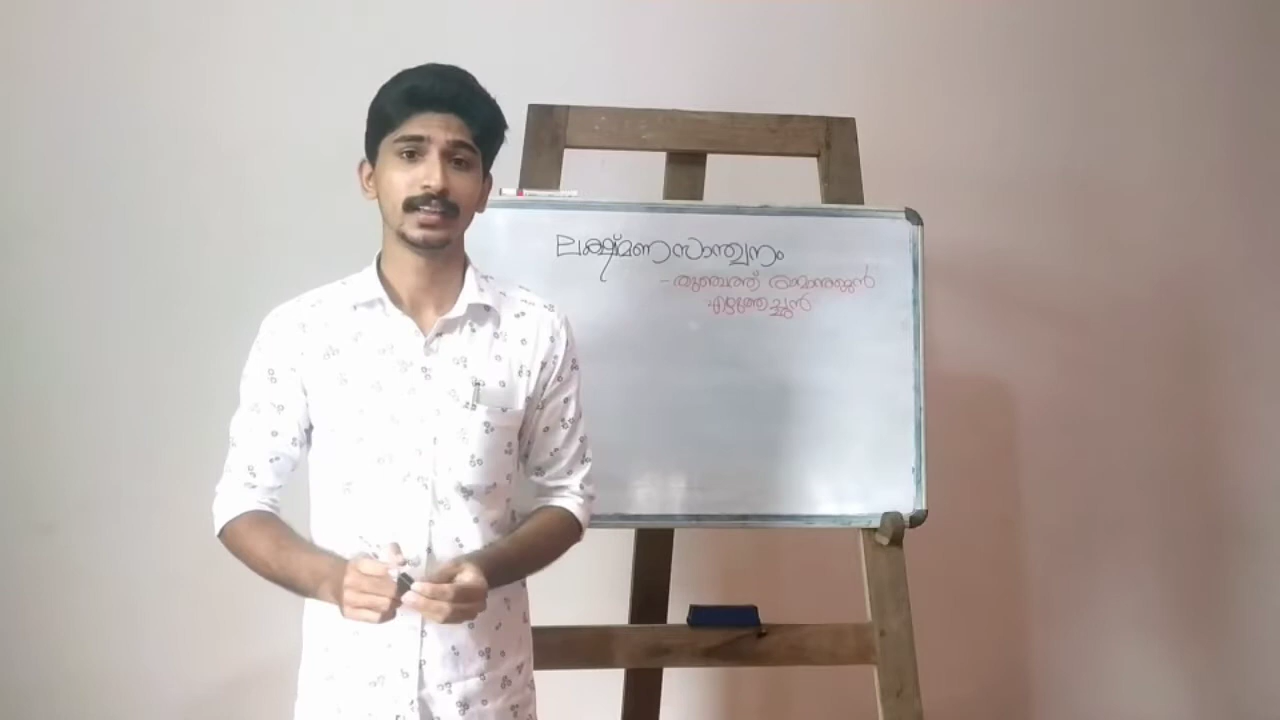 ലക്ഷ്മണസാന്ത്വനം
- തുഞ്ചത്ത് രാമാനുജൻ
എഴുത്തച്ഛൻ